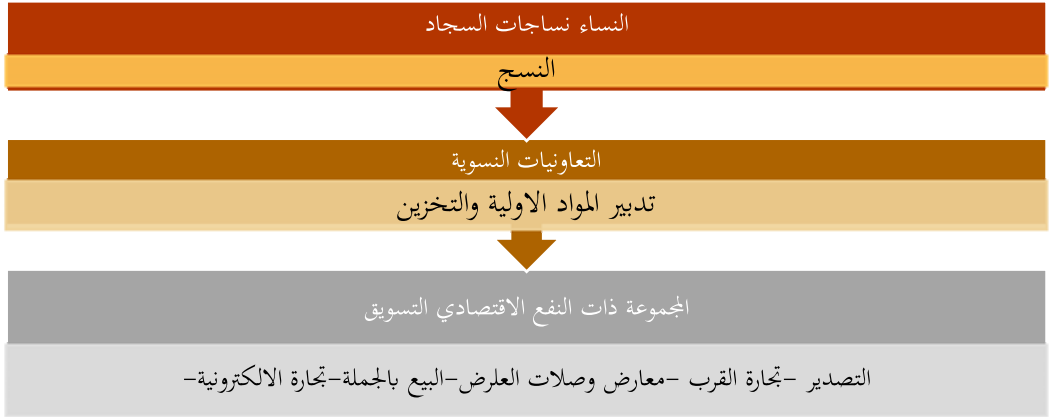 النساء نساجات السجاد
النسج
التعاونيات النسوية
تدبير المواد الاولية والتخزين
المجموعة ذات النفع الاقتصادي التسويق
التصدير -تجارة القرب -معارض وصلات العلرض-البيع بالجملة-تجارة الالكترونية-